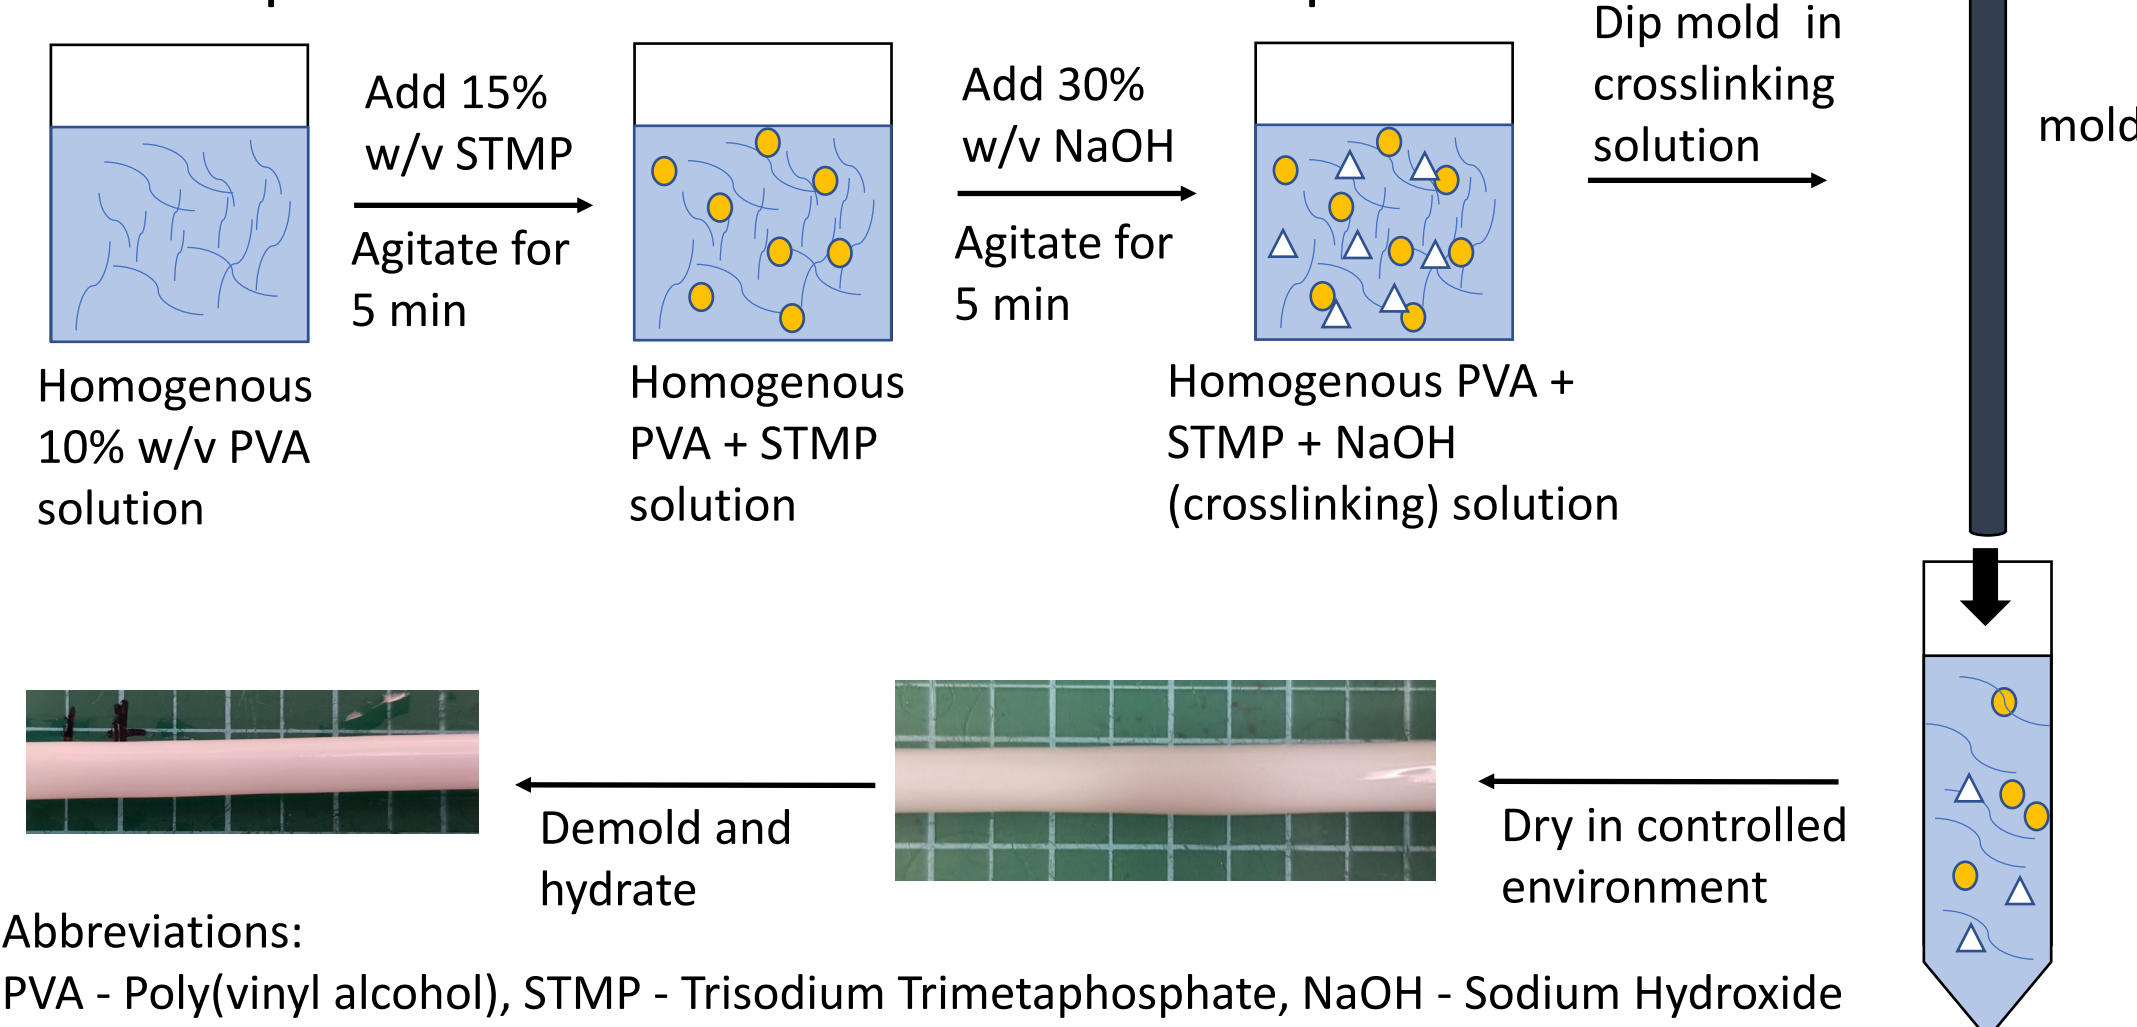 Add 15%
w/v STMP
Agitate for
5 min
Add 30%
w/v NaOH
Agitate for
5 min
Dip mold in
crosslinking
solution
mold
Homogenous
10% w/v PVA
solution
Homogenous
PVA + STMP
solution
Homogenous PVA +
STMP + NaOH
(crosslinking) solution
Demold and
hydrate
Dry in controlled
environment
Abbreviations:
PVA - Poly(vinyl alcohol), STMP - Trisodium Trimetaphosphate, NaOH - Sodium Hydroxide